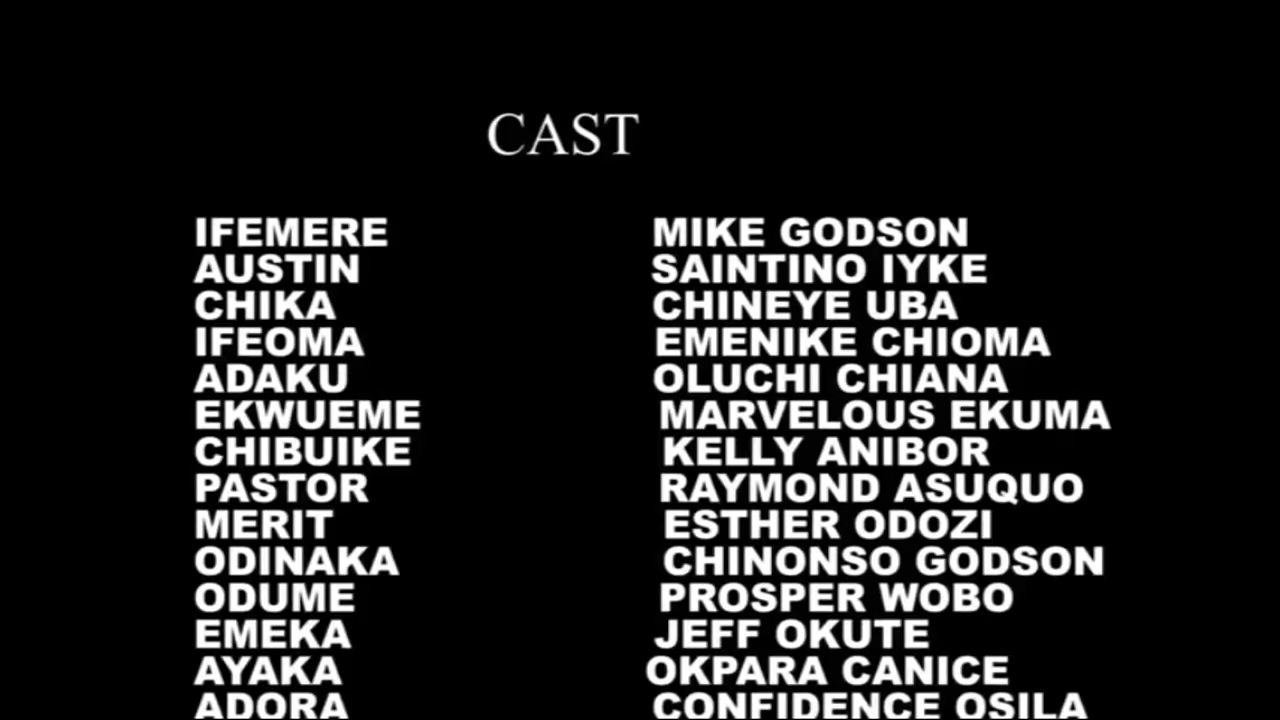 CAST
IFEMERE MIKE GODSON
AUSTIN SAINTINO IYKE
CHIKA CHINEYE UBA
IFEOMA EMENIKE CHIOMA
ADAKU OLUCHI CHIANA
EKWUEME MARVELOUS EKUMA
CHIBUIKE KELLY ANIBOR
PASTOR RAYMOND ASUQUO
MERIT ESTHER ODOZI
ODINAKA CHINONSO GODSON
ODUME PROSPER WOBO
EMEKA JEFF OKUTE
AYAKA OKPARA CANICE
ADORA CONFIDENCE OSILA